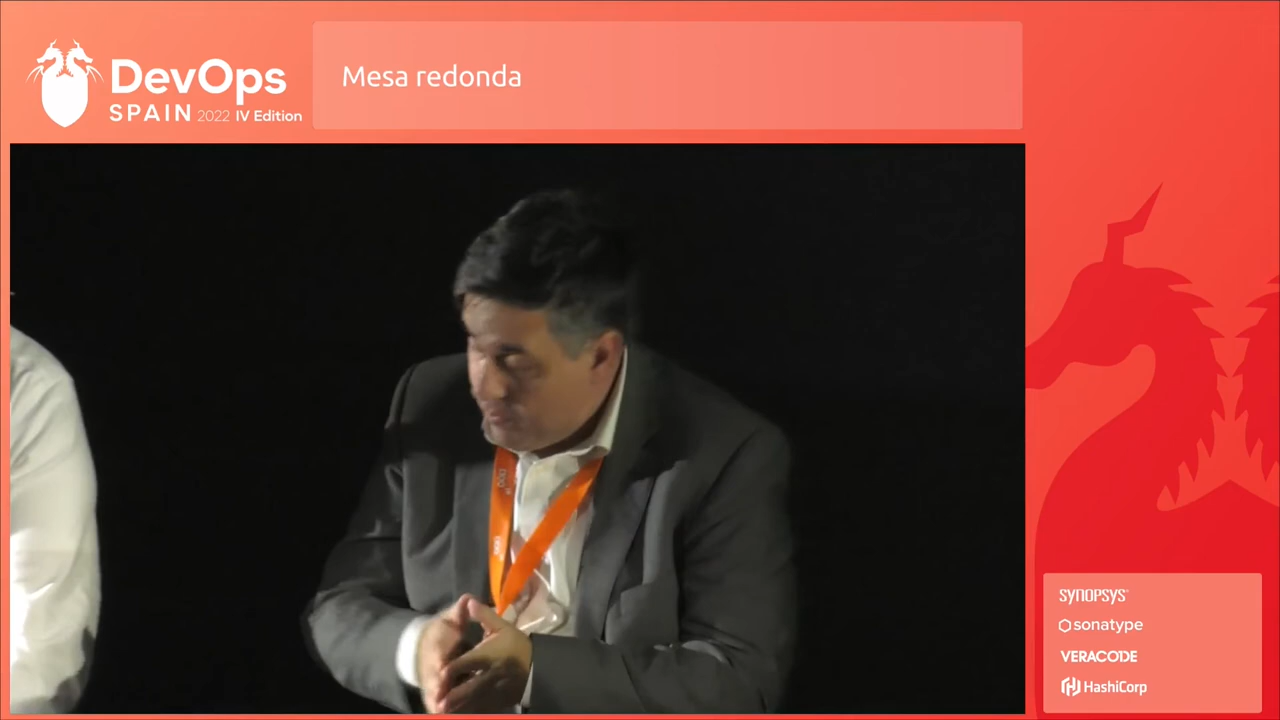 DevOps
SPAIN 2022 IV Edition
Mesa redonda
SYNOPSYS
sonatype
VERACODE
HashiCorp